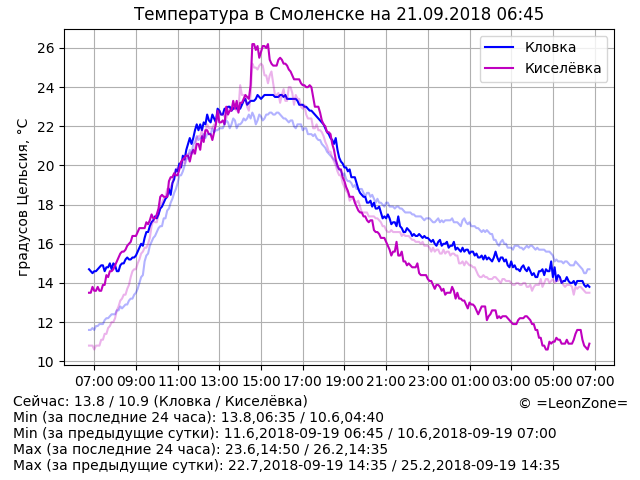 Температура в Смоленске на 21.09.2018 06:45
градусов Цельсия, °C
26
24
22
20
18
16
14
12
10
Кловка
Киселёвка
07:00 09:00 11:00 13:00 15:00 17:00 19:00 21:00 23:00 01:00 03:00 05:00 07:00
Сейчас: 13.8 / 10.9 (Кловка / Киселёвка)
© =LeonZone=
Min (за последние 24 часа): 13.8,06:35 / 10.6,04:40
Min (за предыдущие сутки): 11.6,2018-09-19 06:45 / 10.6,2018-09-19 07:00
Max (за последние 24 часа): 23.6,14:50 / 26.2,14:35
Max (за предыдущие сутки): 22.7,2018-09-19 14:35 / 25.2,2018-09-19 14:35